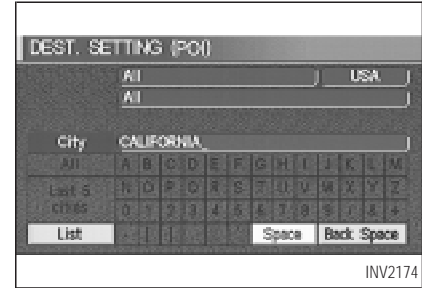 DEST. SETTING (POI)
All USA
All
City CALIFORNIA_
All A B C D E F G H I J K L M
Last 5 cities N O P Q R S T U V W X Y Z
0 1 2 3 4 5 6 7 8 9 / & +
List - ( ) . Space Back Space
INV2174